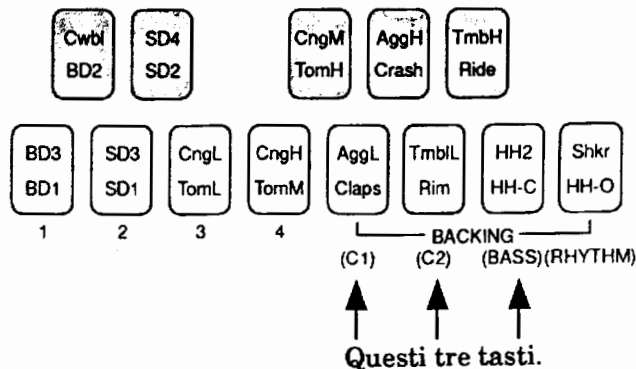 Cwbl SD4 CngM AggH TmbH
BD2 SD2 TomH Crash Ride
BD3 SD3 CngL CngH AggL TmblL HH2 Shkr
BD1 SD1 TomL TomM Claps Rim HH-C HH-O
1 2 3 4 BACKING
(C1) (C2) (BASS) (RHYTHM)
Questi tre tasti.